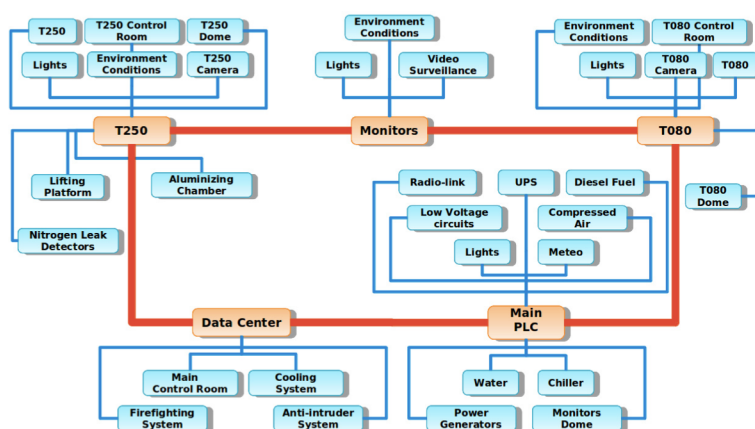 T250
T250 Control
Room
T250
Dome
Lights
Environment
Conditions
T250
Camera
Environment
Conditions
Lights
Video
Surveillance
Environment
Conditions
T080 Control
Room
Lights
T080
Camera
T080
T250
Monitors
T080
Lifting
Platform
Aluminizing
Chamber
Nitrogen Leak
Detectors
Radio-link
UPS
Diesel Fuel
T080
Dome
Low Voltage
circuits
Compressed
Air
Lights
Meteo
Data Center
Main
PLC
Main
Control Room
Cooling
System
Firefighting
System
Anti-intruder
System
Water
Chiller
Power
Generators
Monitors
Dome